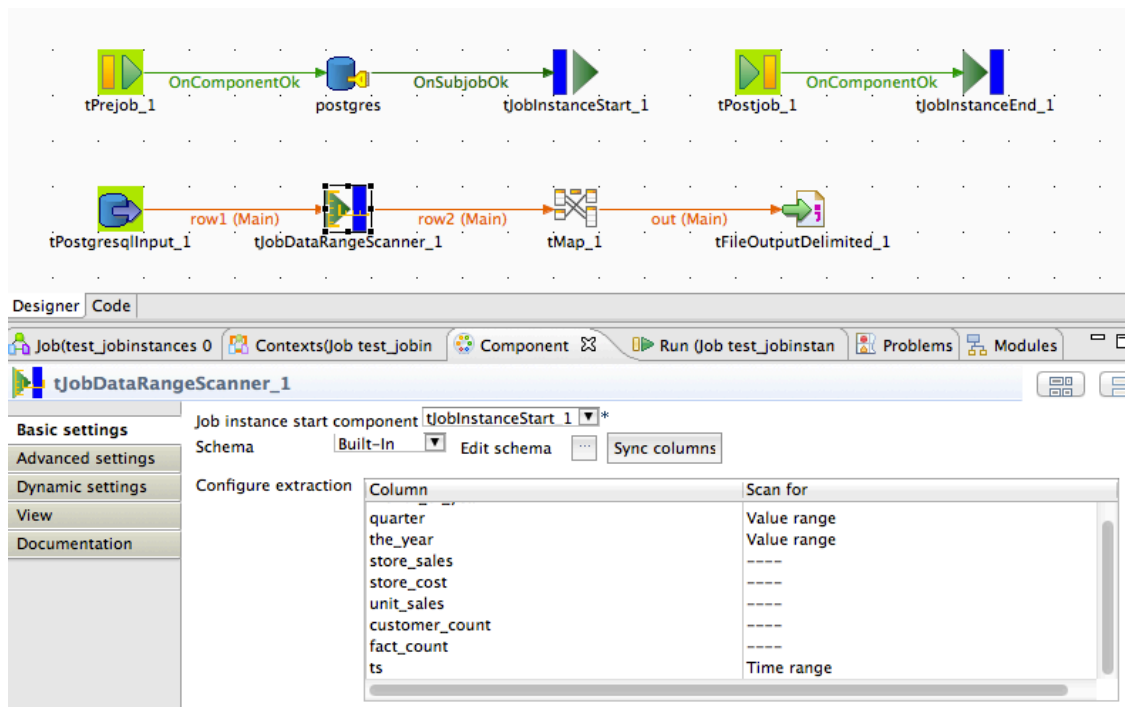 OnComponentOk OnSubjobOk OnComponentOk
tPrejob_1 postgres tJobInstanceStart_1 tPostjob_1 tJobInstanceEnd_1
row1 (Main) row2 (Main) out (Main)
tPostgresqlInput_1 tJobDataRangeScanner_1 tMap_1 tFileOutputDelimited_1
Designer Code
Job(test_jobinstances 0 Contexts(Job test_jobin Component Run (Job test_jobinstan Problems Modules
tJobDataRangeScanner_1
Basic settings
Advanced settings
Dynamic settings
View
Documentation
Job instance start component tJobInstanceStart_1 *
Schema Built-In Edit schema ... Sync columns
Configure extraction Column Scan for
quarter Value range
the_year Value range
store_sales ----
store_cost ----
unit_sales ----
customer_count ----
fact_count ----
ts Time range